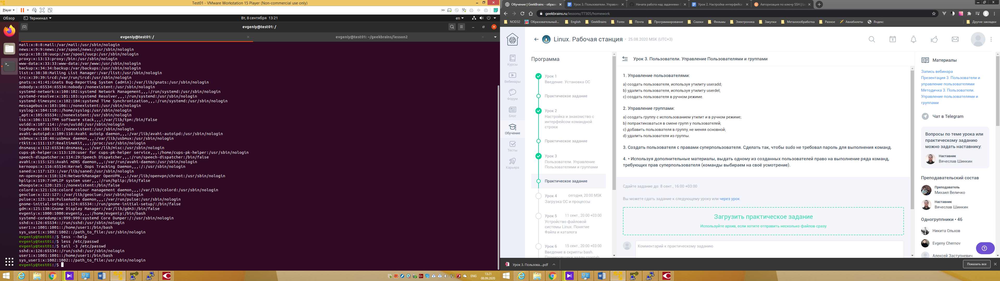 Test01 - VMware Workstation 15 Player (Non-commercial use only)
Player
Обзор
Терминал
Вт, 8 сентября 13:21
en
evgeniy@test01: /
evgeniy@test01: /
evgeniy@test01: ~/geekbrains/lesson2
mail:x:8:8:mail:/var/mail:/usr/sbin/nologin
news:x:9:9:news:/var/spool/news:/usr/sbin/nologin
uucp:x:10:10:uucp:/var/spool/uucp:/usr/sbin/nologin
proxy:x:13:13:proxy:/bin:/usr/sbin/nologin
www-data:x:33:33:www-data:/var/www:/usr/sbin/nologin
backup:x:34:34:backup:/var/backups:/usr/sbin/nologin
list:x:38:38:Mailing List Manager:/var/list:/usr/sbin/nologin
irc:x:39:39:ircd:/var/run/ircd:/usr/sbin/nologin
gnats:x:41:41:Gnats Bug-Reporting System (admin):/var/lib/gnats:/usr/sbin/nologin
nobody:x:65534:65534:nobody:/nonexistent:/usr/sbin/nologin
systemd-network:x:100:102:systemd Network Management,,,:/run/systemd:/usr/sbin/nologin
systemd-resolve:x:101:103:systemd Resolver,,,:/run/systemd:/usr/sbin/nologin
systemd-timesync:x:102:104:systemd Time Synchronization,,,:/run/systemd:/usr/sbin/nologin
messagebus:x:103:106::/nonexistent:/usr/sbin/nologin
syslog:x:104:110::/home/syslog:/usr/sbin/nologin
_apt:x:105:65534::/nonexistent:/usr/sbin/nologin
tss:x:106:111:TPM software stack,,,:/var/lib/tpm:/bin/false
uuidd:x:107:114::/run/uuidd:/usr/sbin/nologin
tcpdump:x:108:115::/nonexistent:/usr/sbin/nologin
avahi-autoipd:x:109:116:Avahi autoip daemon,,,:/var/lib/avahi-autoipd:/usr/sbin/nologin
usbmux:x:110:46:usbmux daemon,,,:/var/lib/usbmux:/usr/sbin/nologin
rtkit:x:111:117:RealtimeKit,,,:/proc:/usr/sbin/nologin
dnsmasq:x:112:65534:dnsmasq,,,:/var/lib/misc:/usr/sbin/nologin
cups-pk-helper:x:113:120:user for cups-pk-helper service,,,:/home/cups-pk-helper:/usr/sbin/nologin
speech-dispatcher:x:114:29:Speech Dispatcher,,,:/run/speech-dispatcher:/bin/false
avahi:x:115:121:Avahi mDNS daemon,,,:/var/run/avahi-daemon:/usr/sbin/nologin
kernoops:x:116:65534:Kernel Oops Tracking Daemon,,,:/:/usr/sbin/nologin
saned:x:117:123::/var/lib/saned:/usr/sbin/nologin
nm-openvpn:x:118:124:NetworkManager OpenVPN,,,:/var/lib/openvpn/chroot:/usr/sbin/nologin
hplip:x:119:7:HPLIP system user,,,:/run/hplip:/bin/false
whoopsie:x:120:125::/nonexistent:/bin/false
colord:x:121:126:colord colour management daemon,,,:/var/lib/colord:/usr/sbin/nologin
geoclue:x:122:127::/var/lib/geoclue:/usr/sbin/nologin
pulse:x:123:128:PulseAudio daemon,,,:/var/run/pulse:/usr/sbin/nologin
gnome-initial-setup:x:124:65534::/run/gnome-initial-setup/:/bin/false
gdm:x:125:130:Gnome Display Manager:/var/lib/gdm3:/bin/false
evgeniy:x:1000:1000:evgeniy,,,:/home/evgeniy:/bin/bash
systemd-coredump:x:999:999:systemd Core Dumper:/:/usr/sbin/nologin
sshd:x:126:65534::/run/sshd:/usr/sbin/nologin
user1:x:1001:1001::/home/user1:/bin/bash
sys_user1:x:1002:1002::/path_to_file:/usr/sbin/nologin
evgeniy@test01:/$ less --help
evgeniy@test01:/$ less /etc/passwd
evgeniy@test01:/$ tail -3 /etc/passwd
sshd:x:126:65534::/run/sshd:/usr/sbin/nologin
user1:x:1001:1001::/home/user1:/bin/bash
sys_user1:x:1002:1002::/path_to_file:/usr/sbin/nologin
evgeniy@test01:/$
ENG
13:21
08.09.2020
Обучение | GeekBrains - образо
Урок 3. Пользователи. Управлен
Начата работа над заданиями
Урок 2. Настройка интерфейса
Авторизация по ключу SSH | Lo
geekbrains.ru/lessons/77305/homework
NOD32
Образовательный...
English
GeekBrains
Forex
Почта
Программирование
Сказки
Фильмы
Электроника
Закупки
Металлообработка
Разное
Авиабилеты
Яндекс
Другие закладки
Linux. Рабочая станция
• 25.08.2020 MSK (UTC+3)
8
Курсы
Вебинары
Форум
Блог
Обучение
Тесты
Карьера
Программа
Урок 1
Введение. Установка ОС
Практическое задание
Урок 2
Настройка и знакомство с
интерфейсом командной
строки
Практическое задание
Урок 3
Пользователи. Управление
Пользователями и группами
Практическое задание
Урок 4 сегодня, 20:00 MSK
Загрузка ОС и процессы
Урок 5 11 сент., 20:00 +03:00
Устройство файловой
системы Linux. Понятие
Файла и каталога
Урок 6 15 сент., 20:00 +03:00
Введение в скрипты bash.
Планировщики задач crontab
Урок 3. Пользователи. Управление Пользователями и группами
1. Управление пользователями:
a) создать пользователя, используя утилиту useradd;
b) удалить пользователя, используя утилиту userdel;
c) создать пользователя в ручном режиме.
2. Управление группами:
a) создать группу с использованием утилит и в ручном режиме;
b) попрактиковаться в смене групп у пользователей;
c) добавить пользователя в группу, не меняя основной;
d) удалить пользователя из группы.
3. Создать пользователя с правами суперпользователя. Сделать так, чтобы sudo не требовал пароль для выполнения команд.
4. * Используя дополнительные материалы, выдать одному из созданных пользователей право на выполнение ряда команд,
требующих прав суперпользователя (команды выбираем на своё усмотрение).
Сдайте задание до: 8 сент., 16:00 +03:00
Вы можете сдать задание к следующему уроку или через урок.
Загрузить практическое задание
Используйте архив, если хотите отправить несколько файлов сразу
Комментарий к практическому заданию
Материалы
Запись вебинара
Презентация 3. Пользователи и
управление пользователями
Методичка 3. Пользователи.
Управление пользователями и
группами
Чат в Telegram
Вопросы по теме урока или
практическому заданию
можно задать наставнику:
Наставник
Вячеслав Шинкин
Преподавательский состав
Преподаватель
Михаил Величко
Наставник
Вячеслав Шинкин
Одногруппники • 46
Никита Ольхов
Evgeny Chernov
Алексей Заступневич
Урок 3. Пользова....pdf
Показать все
ENG
13:21
08.09.2020